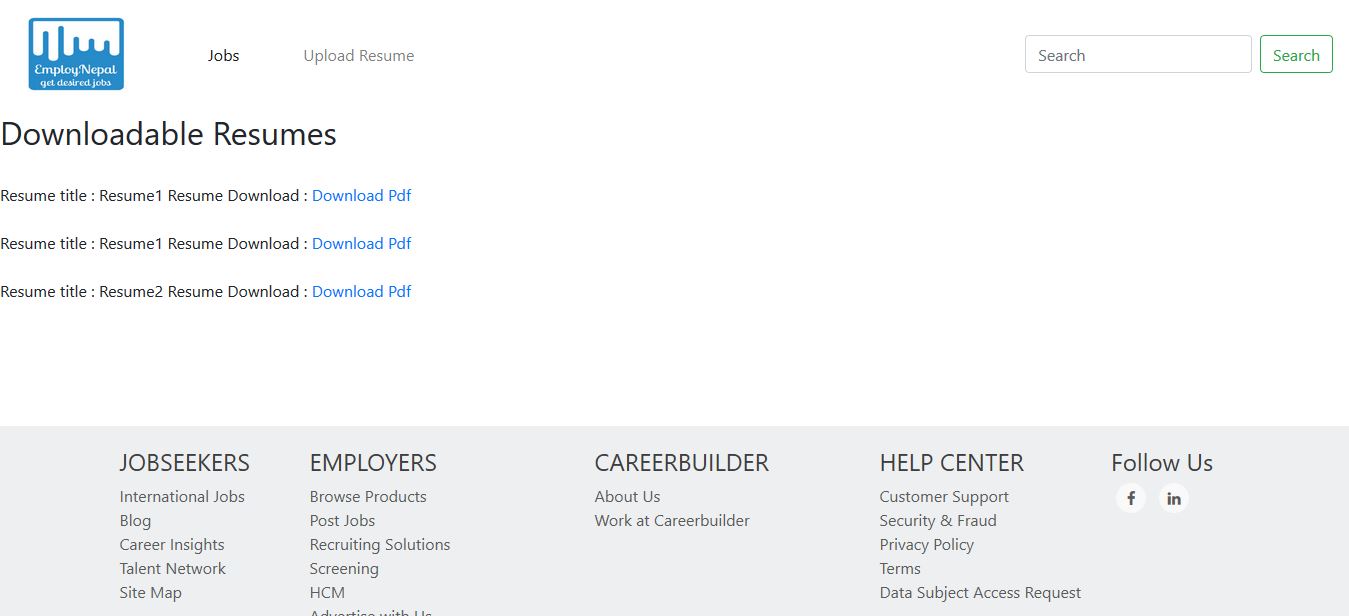 EmployNepal
get desired jobs
Jobs
Upload Resume
Search
Search
Downloadable Resumes
Resume title : Resume1 Resume Download : Download Pdf
Resume title : Resume1 Resume Download : Download Pdf
Resume title : Resume2 Resume Download : Download Pdf
JOBSEEKERS
International Jobs
Blog
Career Insights
Talent Network
Site Map
EMPLOYERS
Browse Products
Post Jobs
Recruiting Solutions
Screening
HCM
Advertise with Us
CAREERBUILDER
About Us
Work at Careerbuilder
HELP CENTER
Customer Support
Security & Fraud
Privacy Policy
Terms
Data Subject Access Request
Follow Us
f
in